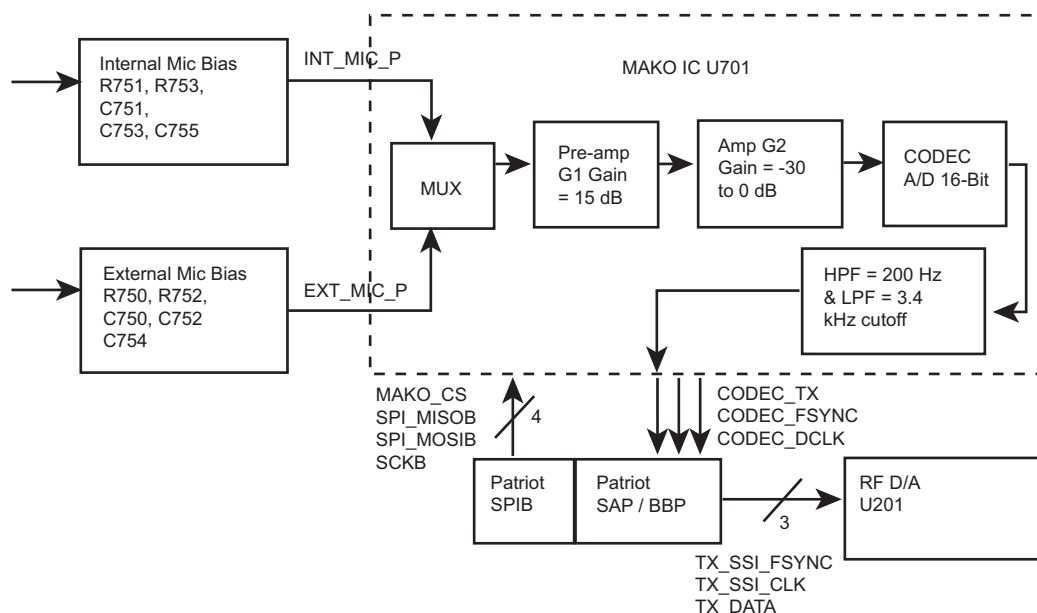 Internal Mic Bias
R751, R753,
C751,
C753, C755
INT_MIC_P
MAKO IC U701
MUX
Pre-amp
G1 Gain
= 15 dB
Amp G2
Gain = -30
to 0 dB
CODEC
A/D 16-Bit
External Mic Bias
R750, R752,
C750, C752
C754
EXT_MIC_P
HPF = 200 Hz
& LPF = 3.4
kHz cutoff
MAKO_CS
SPI_MISOB
SPI_MOSIB
SCKB
4
CODEC_TX
CODEC_FSYNC
CODEC_DCLK
Patriot
SPIB
Patriot
SAP / BBP
3
RF D/A
U201
TX_SSI_FSYNC
TX_SSI_CLK
TX_DATA